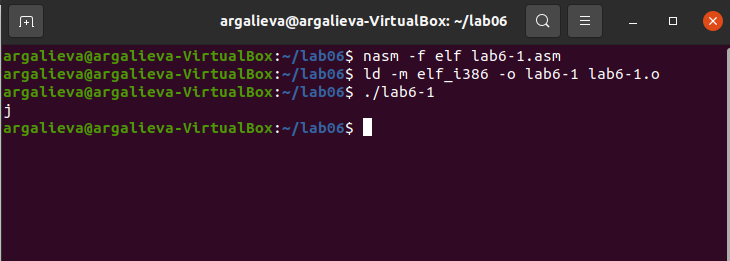 argalieva@argalieva-VirtualBox: ~/lab06
argalieva@argalieva-VirtualBox:~/lab06$ nasm -f elf lab6-1.asm
argalieva@argalieva-VirtualBox:~/lab06$ ld -m elf_i386 -o lab6-1 lab6-1.o
argalieva@argalieva-VirtualBox:~/lab06$ ./lab6-1
j
argalieva@argalieva-VirtualBox:~/lab06$